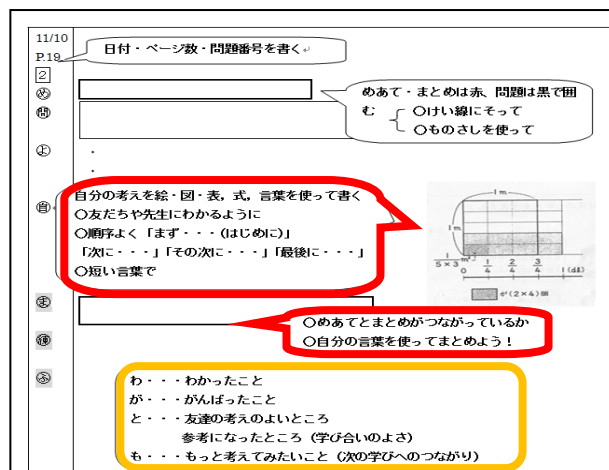 11/10
P.19
日付・ページ数・問題番号を書く
2
め
めあて・まとめは赤、問題は黒で囲
む
〇けい線にそって
〇ものさしを使って
問
よ
・
・
自
自分の考えを絵・図・表，式，言葉を使って書く
〇友だちや先生にわかるように
〇順序よく「まず・・・（はじめに）」
「次に・・・」「その次に・・・」「最後に・・・」
〇短い言葉で
1m
1m
1/(5×3) m²
0 1/4 2/4 3/4 1(dℓ)
が(2×4)個
ま
〇めあてとまとめがつながっているか
〇自分の言葉を使ってまとめよう！
練
ふ
わ・・・わかったこと
が・・・がんばったこと
と・・・友達の考えのよいところ
参考になったところ（学び合いのよさ）
も・・・もっと考えてみたいこと（次の学びへのつながり）